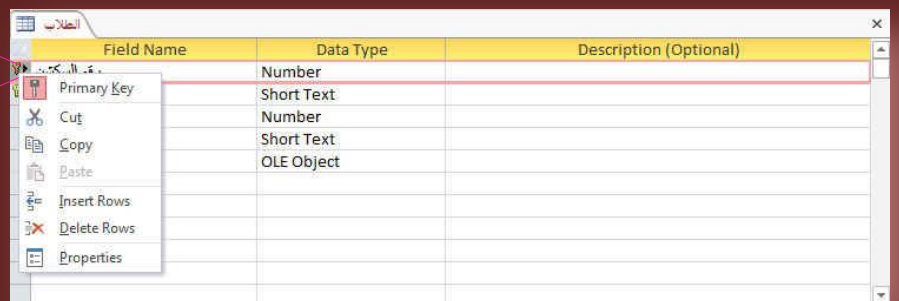 الطلاب
Field Name Data Type Description (Optional)
Number
Short Text
Number
Short Text
OLE Object
Primary Key
Cut
Copy
Paste
Insert Rows
Delete Rows
Properties